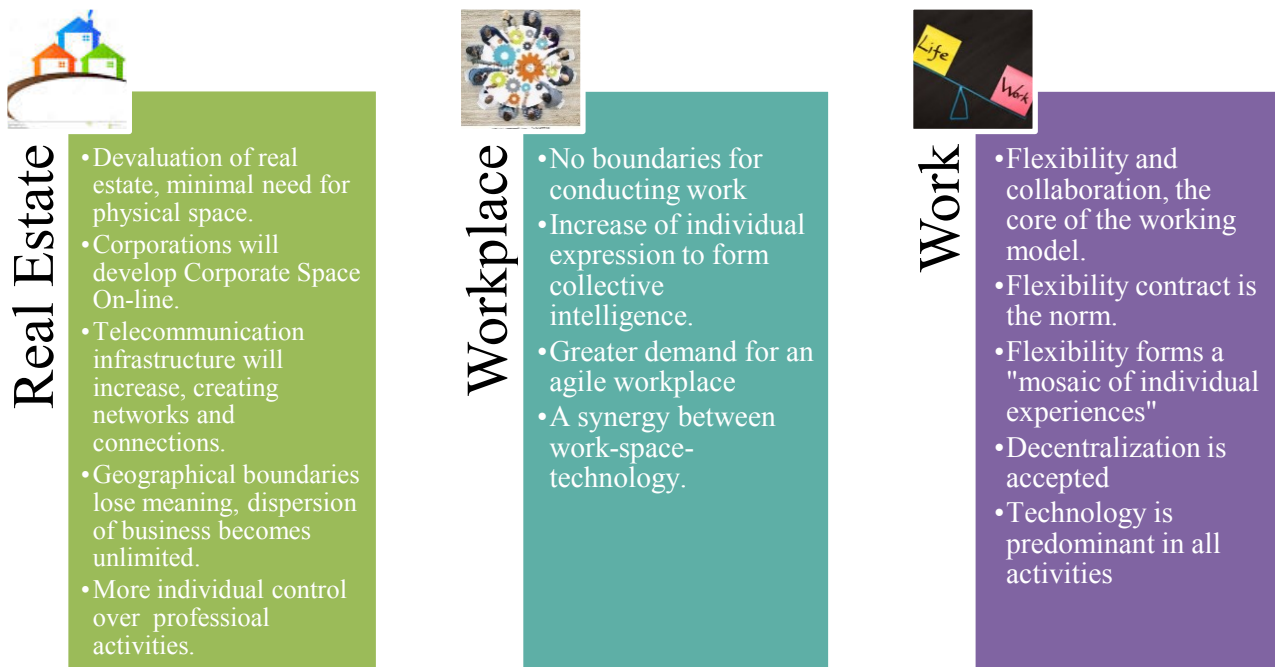 Real Estate
•Devaluation of real
estate, minimal need for
physical space.
•Corporations will
develop Corporate Space
On-line.
•Telecommunication
infrastructure will
increase, creating
networks and
connections.
•Geographical boundaries
lose meaning, dispersion
of business becomes
unlimited.
•More individual control
over professioal
activities.
Workplace
•No boundaries for
conducting work
•Increase of individual
expression to form
collective
intelligence.
•Greater demand for an
agile workplace
•A synergy between
work-space-
technology.
Life
Work
Work
•Flexibility and
collaboration, the
core of the working
model.
•Flexibility contract is
the norm.
•Flexibility forms a
"mosaic of individual
experiences"
•Decentralization is
accepted
•Technology is
predominant in all
activities